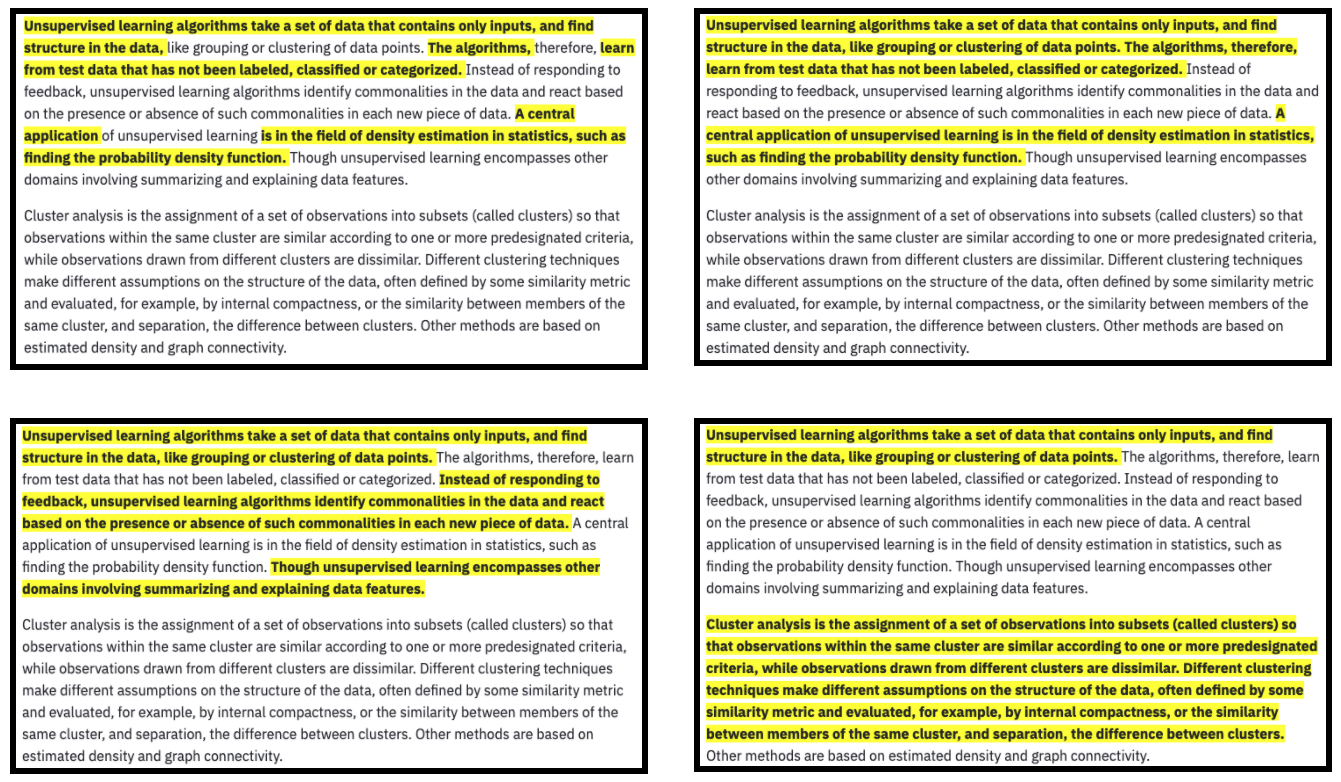 Unsupervised learning algorithms take a set of data that contains only inputs, and find
structure in the data, like grouping or clustering of data points. The algorithms, therefore, learn
from test data that has not been labeled, classified or categorized. Instead of responding to
feedback, unsupervised learning algorithms identify commonalities in the data and react based
on the presence or absence of such commonalities in each new piece of data. A central
application of unsupervised learning is in the field of density estimation in statistics, such as
finding the probability density function. Though unsupervised learning encompasses other
domains involving summarizing and explaining data features.
Cluster analysis is the assignment of a set of observations into subsets (called clusters) so that
observations within the same cluster are similar according to one or more predesignated criteria,
while observations drawn from different clusters are dissimilar. Different clustering techniques
make different assumptions on the structure of the data, often defined by some similarity metric
and evaluated, for example, by internal compactness, or the similarity between members of the
same cluster, and separation, the difference between clusters. Other methods are based on
estimated density and graph connectivity.
Unsupervised learning algorithms take a set of data that contains only inputs, and find
structure in the data, like grouping or clustering of data points. The algorithms, therefore,
learn from test data that has not been labeled, classified or categorized. Instead of
responding to feedback, unsupervised learning algorithms identify commonalities in the data and
react based on the presence or absence of such commonalities in each new piece of data. A
central application of unsupervised learning is in the field of density estimation in statistics,
such as finding the probability density function. Though unsupervised learning encompasses
other domains involving summarizing and explaining data features.
Cluster analysis is the assignment of a set of observations into subsets (called clusters) so that
observations within the same cluster are similar according to one or more predesignated criteria,
while observations drawn from different clusters are dissimilar. Different clustering techniques
make different assumptions on the structure of the data, often defined by some similarity metric
and evaluated, for example, by internal compactness, or the similarity between members of the
same cluster, and separation, the difference between clusters. Other methods are based on
estimated density and graph connectivity.
Unsupervised learning algorithms take a set of data that contains only inputs, and find
structure in the data, like grouping or clustering of data points. The algorithms, therefore, learn
from test data that has not been labeled, classified or categorized. Instead of responding to
feedback, unsupervised learning algorithms identify commonalities in the data and react
based on the presence or absence of such commonalities in each new piece of data. A central
application of unsupervised learning is in the field of density estimation in statistics, such as
finding the probability density function. Though unsupervised learning encompasses other
domains involving summarizing and explaining data features.
Cluster analysis is the assignment of a set of observations into subsets (called clusters) so that
observations within the same cluster are similar according to one or more predesignated criteria,
while observations drawn from different clusters are dissimilar. Different clustering techniques
make different assumptions on the structure of the data, often defined by some similarity metric
and evaluated, for example, by internal compactness, or the similarity between members of the
same cluster, and separation, the difference between clusters. Other methods are based on
estimated density and graph connectivity.
Unsupervised learning algorithms take a set of data that contains only inputs, and find
structure in the data, like grouping or clustering of data points. The algorithms, therefore, learn
from test data that has not been labeled, classified or categorized. Instead of responding to
feedback, unsupervised learning algorithms identify commonalities in the data and react based
on the presence or absence of such commonalities in each new piece of data. A central
application of unsupervised learning is in the field of density estimation in statistics, such as
finding the probability density function. Though unsupervised learning encompasses other
domains involving summarizing and explaining data features.
Cluster analysis is the assignment of a set of observations into subsets (called clusters) so
that observations within the same cluster are similar according to one or more predesignated
criteria, while observations drawn from different clusters are dissimilar. Different clustering
techniques make different assumptions on the structure of the data, often defined by some
similarity metric and evaluated, for example, by internal compactness, or the similarity
between members of the same cluster, and separation, the difference between clusters.
Other methods are based on estimated density and graph connectivity.